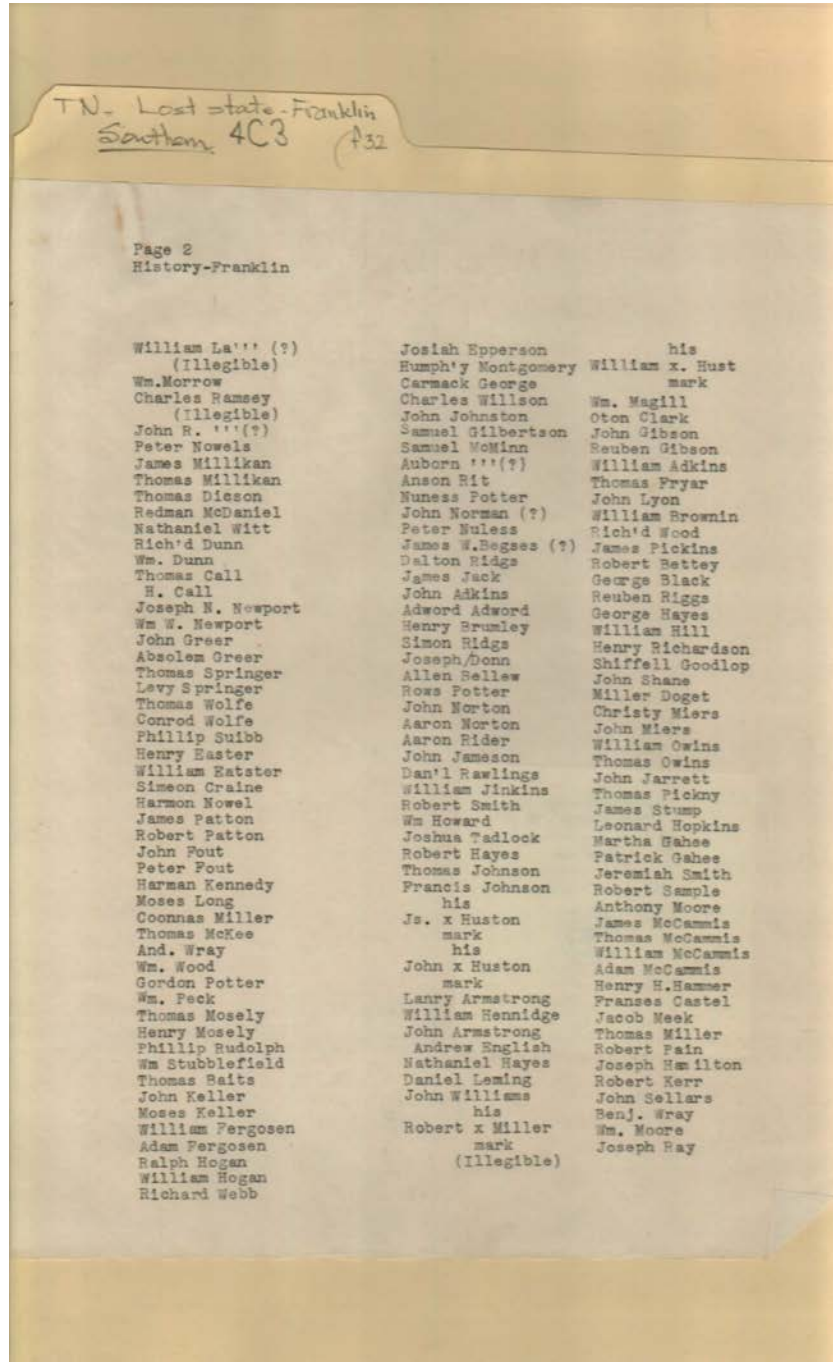 TN- Lost state-Franklin
Southern 4C3 f32
Page 2
History-Franklin
William La''' (?)
(Illegible)
Wm.Morrow
Charles Ramsey
(Illegible)
John R. '''(?)
Peter Nowels
James Millikan
Thomas Millikan
Thomas Dicson
Redman McDaniel
Nathaniel Witt
Rich'd Dunn
Wm. Dunn
Thomas Call
H. Call
Joseph N. Newport
Wm W. Newport
John Greer
Absolem Greer
Thomas Springer
Levy Springer
Thomas Wolfe
Conrod Wolfe
Phillip Suibb
Henry Easter
William Eatster
Simeon Craine
Harmon Nowel
James Patton
Robert Patton
John Fout
Peter Fout
Harman Kennedy
Moses Long
Coonnas Miller
Thomas McKee
And. Wray
Wm. Wood
Gordon Potter
Wm. Peck
Thomas Mosely
Henry Mosely
Phillip Rudolph
Wm Stubblefield
Thomas Baits
John Keller
Moses Keller
William Fergosen
Adam Fergosen
Ralph Hogan
William Hogan
Richard Webb
Josiah Epperson
Humph'y Montgomery
Carmack George
Charles Willson
John Johnston
Samuel Gilbertson
Samuel McMinn
Auborn '''(?)
Anson Rit
Nuness Potter
John Norman (?)
Peter Nuless
James W.Begses (?)
Dalton Ridgs
James Jack
John Adkins
Adword Adword
Henry Brumley
Simon Ridgs
Joseph/Donn
Allen Bellew
Rows Potter
John Norton
Aaron Norton
Aaron Rider
John Jameson
Dan'l Rawlings
William Jinkins
Robert Smith
Wm Howard
Joshua Tadlock
Robert Hayes
Thomas Johnson
Francis Johnson
his
Js. x Huston
mark
his
John x Huston
mark
Lanry Armstrong
William Hennidge
John Armstrong
Andrew English
Nathaniel Hayes
Daniel Leming
John Williams
his
Robert x Miller
mark
(Illegible)
his
William x. Hust
mark
Wm. Magill
Oton Clark
John Gibson
Reuben Gibson
William Adkins
Thomas Fryar
John Lyon
William Brownin
Rich'd Wood
James Pickins
Robert Bettey
George Black
Reuben Riggs
George Hayes
William Hill
Henry Richardson
Shiffell Goodlop
John Shane
Miller Doget
Christy Miers
John Miers
William Owins
Thomas Owins
John Jarrett
Thomas Pickny
James Stump
Leonard Hopkins
Martha Gahee
Patrick Gahee
Jeremiah Smith
Robert Sample
Anthony Moore
James McCammis
Thomas McCammis
William McCammis
Adam McCammis
Henry H.Hammer
Franses Castel
Jacob Meek
Thomas Miller
Robert Pain
Joseph Hamilton
Robert Kerr
John Sellars
Benj. Wray
Wm. Moore
Joseph Ray